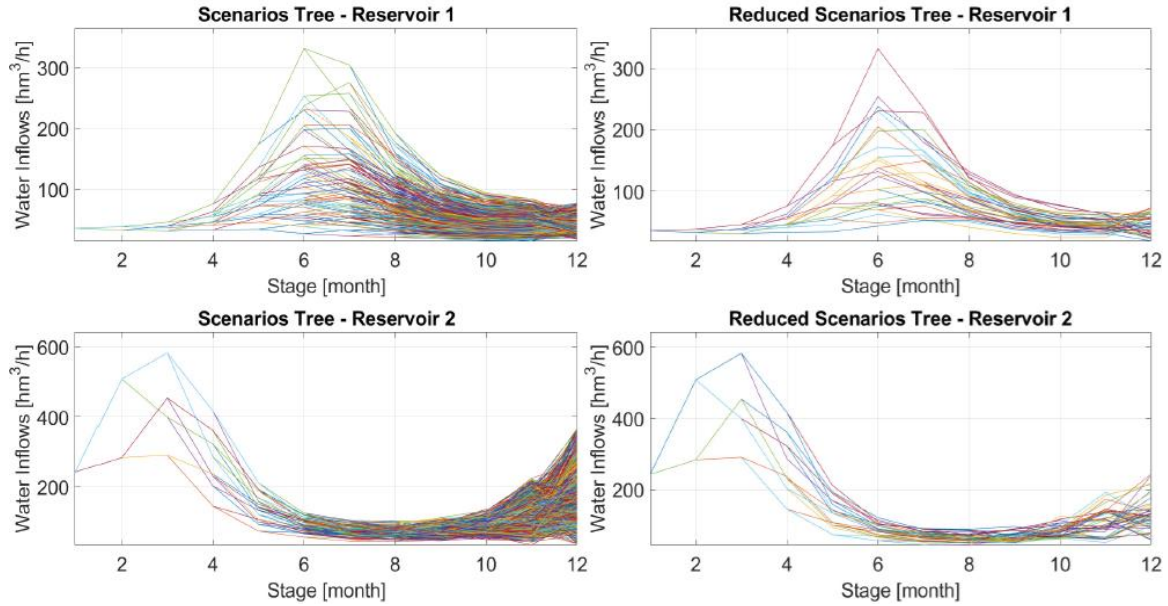 Scenarios Tree - Reservoir 1
Water Inflows [hm³/h]
300
200
100
2 4 6 8 10 12
Stage [month]
Reduced Scenarios Tree - Reservoir 1
Water Inflows [hm³/h]
300
200
100
2 4 6 8 10 12
Stage [month]
Scenarios Tree - Reservoir 2
Water Inflows [hm³/h]
600
400
200
2 4 6 8 10 12
Stage [month]
Reduced Scenarios Tree - Reservoir 2
Water Inflows [hm³/h]
600
400
200
2 4 6 8 10 12
Stage [month]